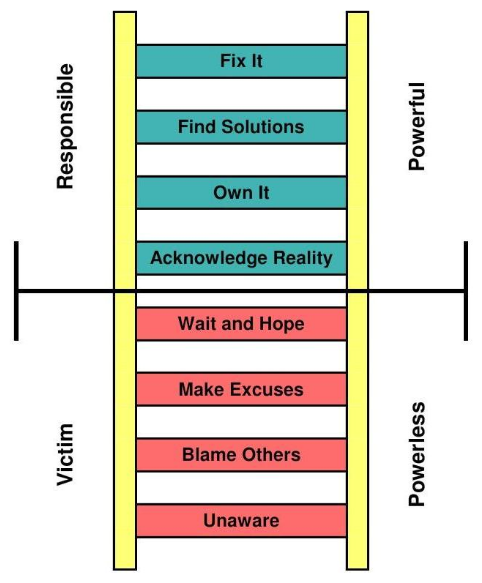 Responsible
Powerful
Fix It
Find Solutions
Own It
Acknowledge Reality
Wait and Hope
Make Excuses
Blame Others
Unaware
Victim
Powerless